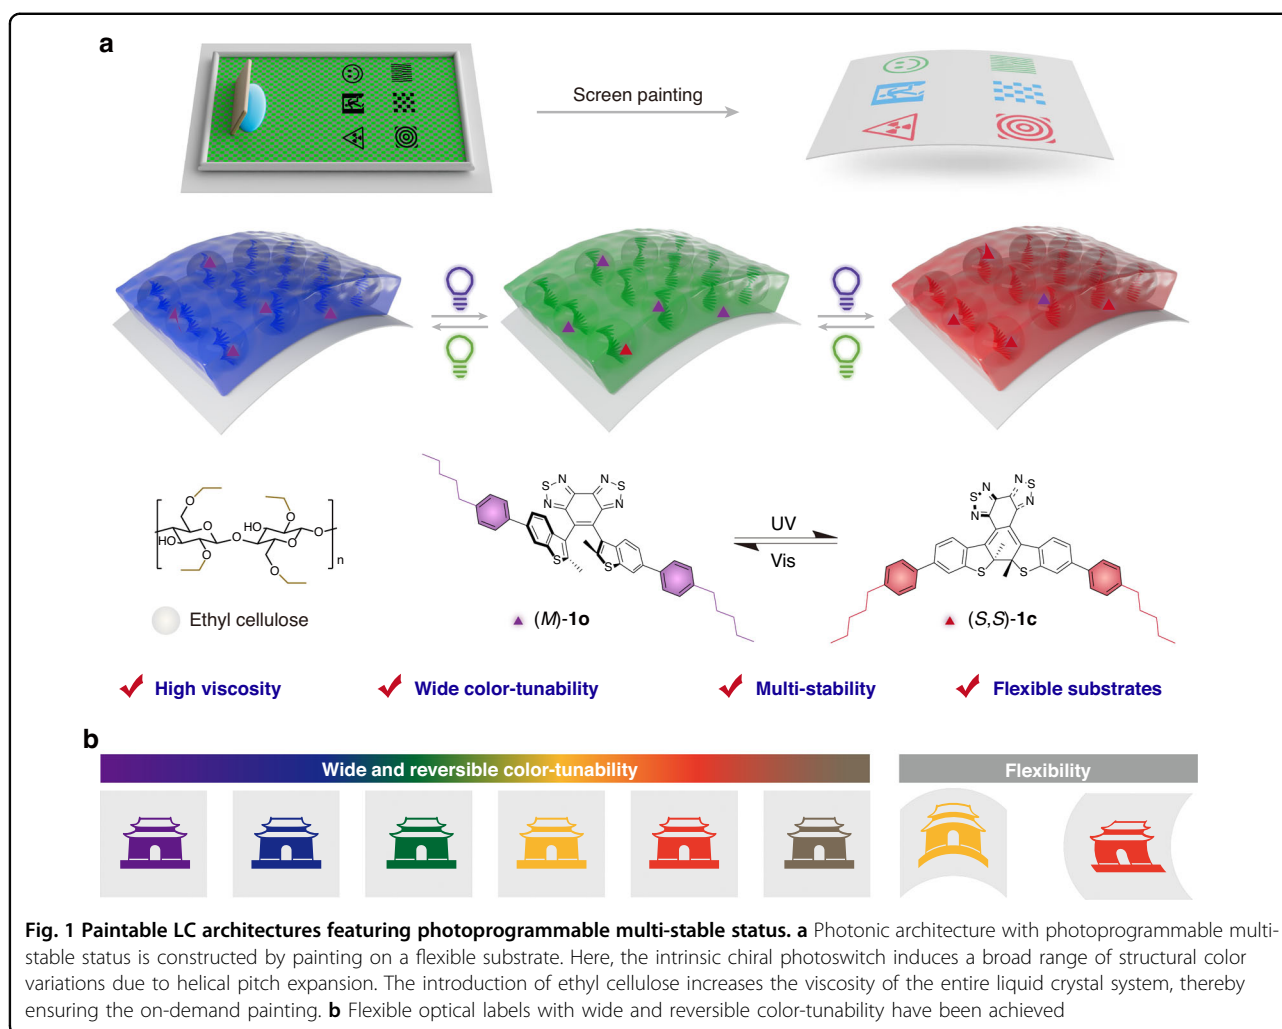 a
Screen painting
O
O
O
HO
O
O
HO
O
O
O
n
Ethyl cellulose
N S N N S N
N N
S
S
(M)-1o
UV
Vis
N S
N N
S N
S S
(S,S)-1c
High viscosity
Wide color-tunability
Multi-stability
Flexible substrates
b
Wide and reversible color-tunability
Flexibility
Fig. 1 Paintable LC architectures featuring photoprogrammable multi-stable status. a Photonic architecture with photoprogrammable multi-
stable status is constructed by painting on a flexible substrate. Here, the intrinsic chiral photoswitch induces a broad range of structural color
variations due to helical pitch expansion. The introduction of ethyl cellulose increases the viscosity of the entire liquid crystal system, thereby
ensuring the on-demand painting. b Flexible optical labels with wide and reversible color-tunability have been achieved